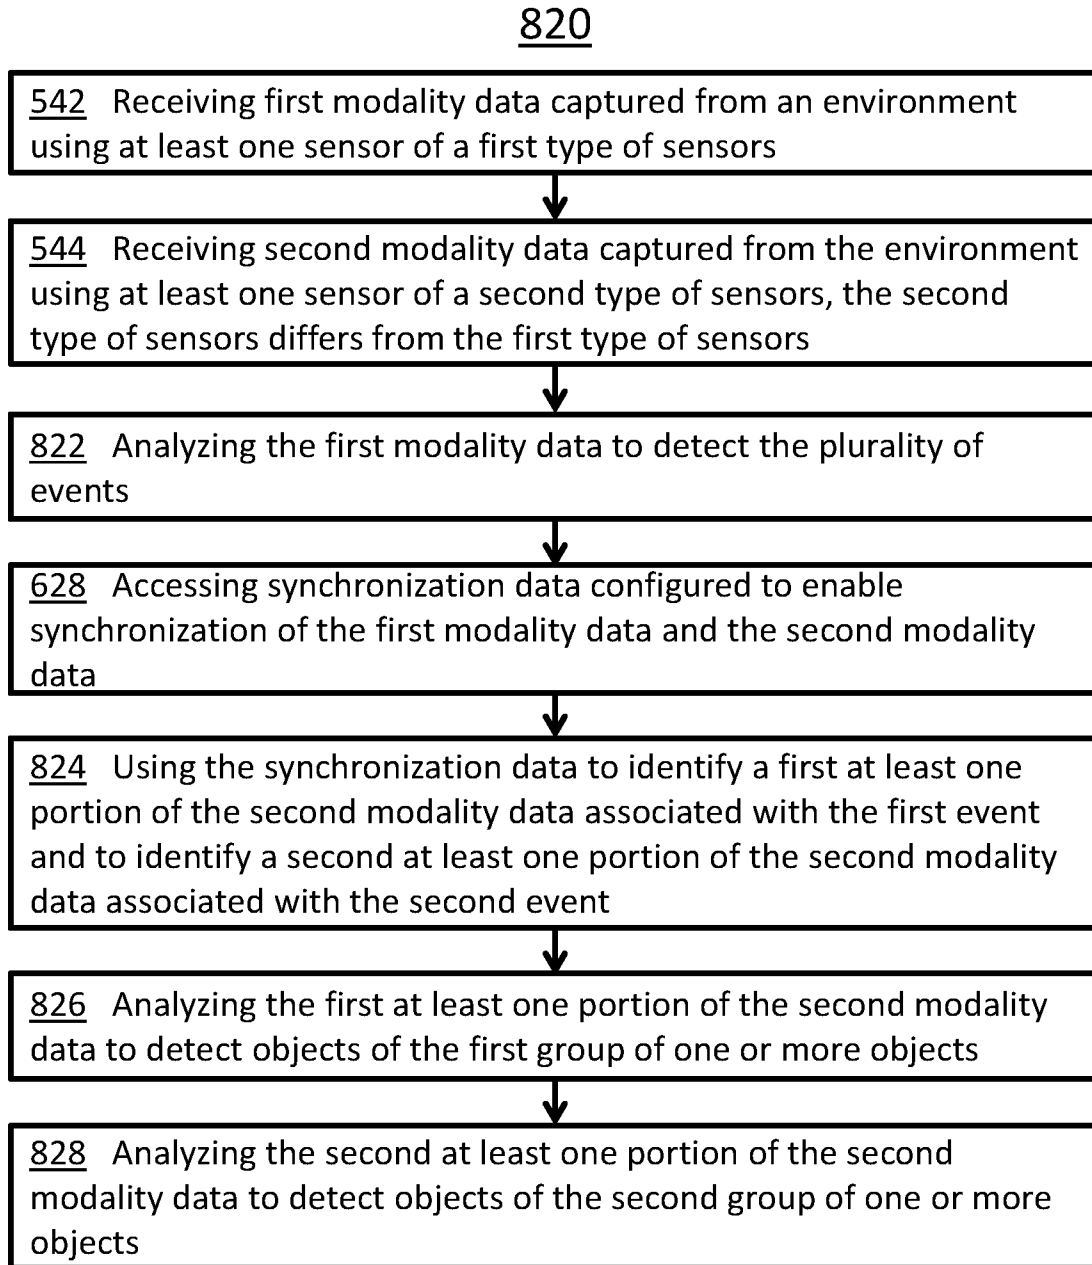 820
542 Receiving first modality data captured from an environment
using at least one sensor of a first type of sensors
544 Receiving second modality data captured from the environment
using at least one sensor of a second type of sensors, the second
type of sensors differs from the first type of sensors
822 Analyzing the first modality data to detect the plurality of
events
628 Accessing synchronization data configured to enable
synchronization of the first modality data and the second modality
data
824 Using the synchronization data to identify a first at least one
portion of the second modality data associated with the first event
and to identify a second at least one portion of the second modality
data associated with the second event
826 Analyzing the first at least one portion of the second modality
data to detect objects of the first group of one or more objects
828 Analyzing the second at least one portion of the second
modality data to detect objects of the second group of one or more
objects